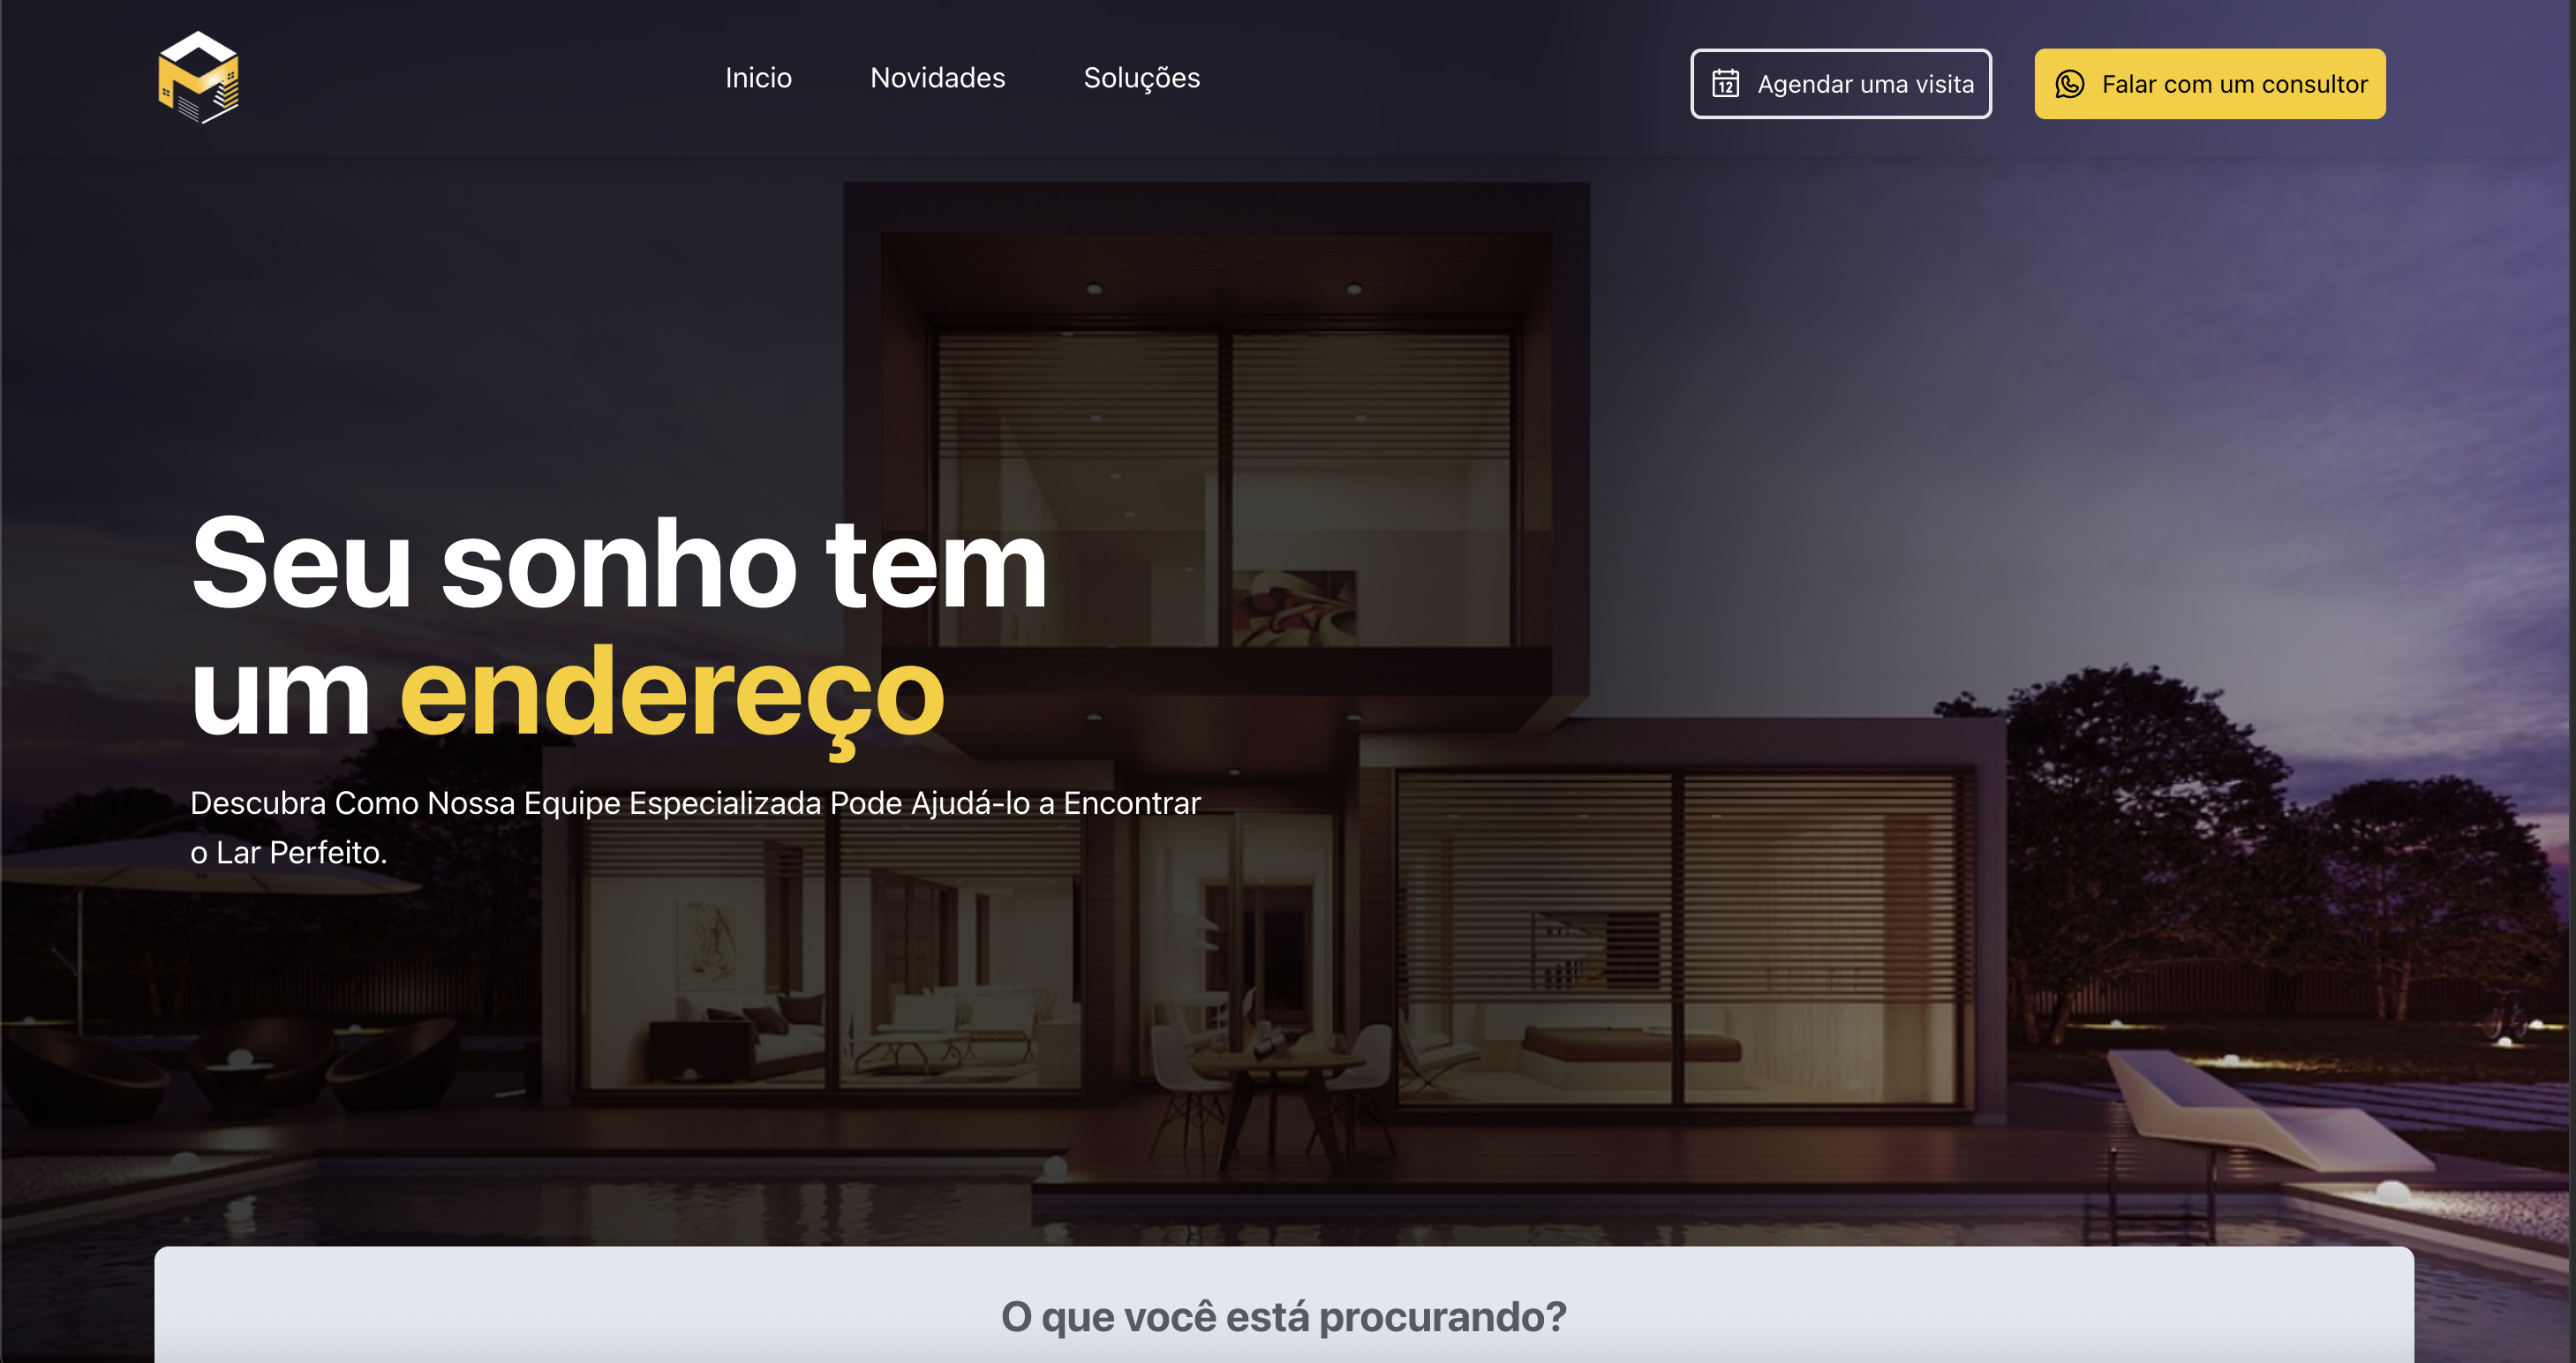 Inicio
Novidades
Soluções
12
Agendar uma visita
Falar com um consultor
Seu sonho tem
um endereço
Descubra Como Nossa Equipe Especializada Pode Ajudá-lo a Encontrar
o Lar Perfeito.
O que você está procurando?